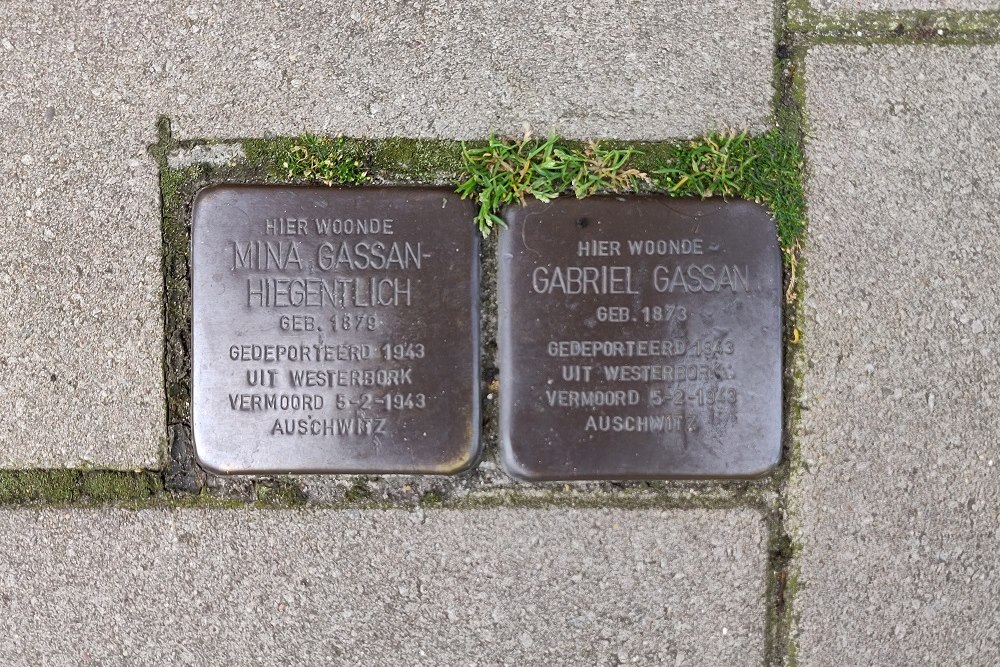 HIER WOONDE
MINA GASSAN-
HIEGENTLICH
GEB. 1879
GEDEPORTEERD 1943
UIT WESTERBORK
VERMOORD 5-2-1943
AUSCHWITZ
HIER WOONDE
GABRIEL GASSAN
GEB. 1873
GEDEPORTEERD 1943
UIT WESTERBORK
VERMOORD 5-2-1943
AUSCHWITZ